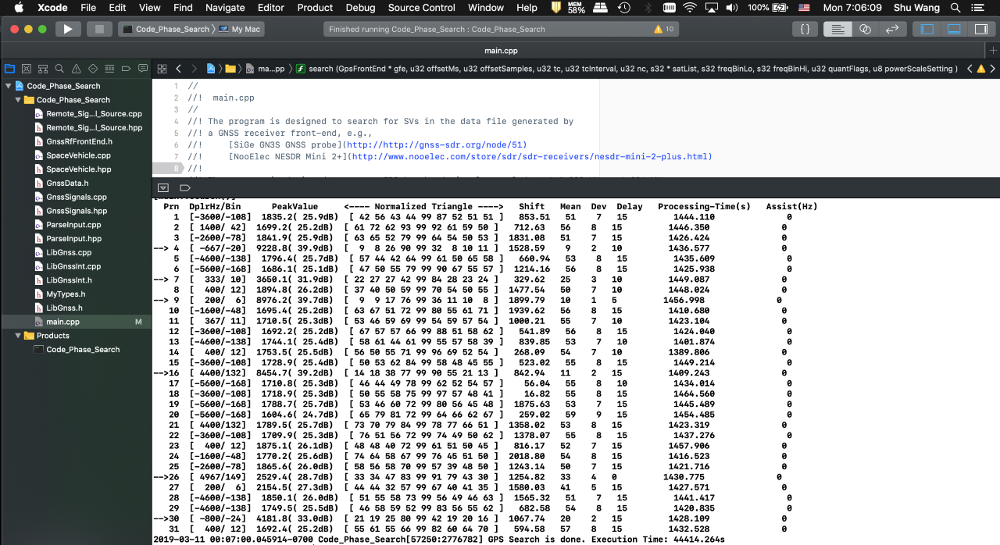 Xcode File Edit View Find Navigate Editor Product Debug Source Control Window Help MEM 58% 100% Mon 7:06:09 Shu Wang
Code_Phase_Search 〉 My Mac
Finished running Code_Phase_Search : Code_Phase_Search
10
{}
main.cpp
ma...pp 〉 search (GpsFrontEnd * gfe, u32 offsetMs, u32 offsetSamples, u32 tc, u32 tcInterval, u32 nc, s32 * satList, s32 freqBinLo, s32 freqBinHi, u32 quantFlags, u8 powerScaleSetting )
Code_Phase_Search
Code_Phase_Search
Remote_Sig...l_Source.cpp
Remote_Sig...l_Source.hpp
GnssRfFrontEnd.h
SpaceVehicle.cpp
SpaceVehicle.hpp
GnssData.h
GnssSignals.cpp
GnssSignals.hpp
ParseInput.cpp
ParseInput.hpp
LibGnss.cpp
LibGnssInt.cpp
LibGnssInt.h
MyTypes.h
LibGnss.h
main.cpp M
Products
Code_Phase_Search
1 //
2 //! main.cpp
3 //
4 //! The program is designed to search for SVs in the data file generated by
5 //! a GNSS receiver front-end, e.g.,
6 //! [SiGe GN3S GNSS probe](http://http://gnss-sdr.org/node/51)
7 //! [NooElec NESDR Mini 2+](http://www.nooelec.com/store/sdr/sdr-receivers/nesdr-mini-2-plus.html)
8 //!
Prn DplrHz/Bin PeakValue <---- Normalized Triangle ----> Shift Mean Dev Delay Processing-Time(s) Assist(Hz)
1 [-3600/-108] 1835.2( 25.9dB) [ 42 56 43 44 99 87 52 51 51 ] 853.51 51 7 15 1444.110 0
2 [ 1400/ 42] 1699.2( 25.2dB) [ 61 72 62 93 99 92 61 59 50 ] 712.63 56 8 15 1446.350 0
3 [-2600/-78] 1841.9( 25.9dB) [ 63 65 52 79 99 64 54 50 53 ] 1831.08 51 7 15 1426.424 0
--> 4 [ -667/-20] 9228.8( 39.9dB) [ 9 8 26 90 99 32 8 10 11 ] 1528.59 9 2 10 1436.577 0
5 [-4600/-138] 1796.4( 25.7dB) [ 57 44 42 64 99 61 50 65 58 ] 660.94 53 8 15 1435.609 0
6 [-5600/-168] 1686.1( 25.1dB) [ 47 50 55 79 99 90 67 55 57 ] 1214.16 56 8 15 1425.938 0
--> 7 [ 333/ 10] 3650.1( 31.9dB) [ 22 27 27 42 99 84 28 23 24 ] 329.62 25 3 10 1449.087 0
8 [ 400/ 12] 1894.8( 26.2dB) [ 37 40 50 59 99 70 54 50 55 ] 1477.54 50 7 10 1448.024 0
--> 9 [ 200/ 6] 8976.2( 39.7dB) [ 9 9 17 76 99 36 11 10 8 ] 1899.79 10 1 5 1456.998 0
10 [-1600/-48] 1695.4( 25.2dB) [ 63 67 51 72 99 80 55 61 71 ] 1939.62 56 8 15 1410.680 0
11 [ 367/ 11] 1710.5( 25.3dB) [ 53 46 59 69 99 54 59 57 54 ] 1000.21 55 7 10 1423.104 0
12 [-3600/-108] 1692.2( 25.2dB) [ 67 57 57 66 99 88 51 58 62 ] 541.89 56 8 15 1424.040 0
13 [-4600/-138] 1744.1( 25.4dB) [ 58 61 44 61 99 55 57 58 39 ] 839.85 53 7 10 1401.874 0
14 [ 400/ 12] 1753.5( 25.5dB) [ 56 50 55 71 99 96 69 52 54 ] 268.09 54 7 10 1389.806 0
15 [-3600/-108] 1728.9( 25.4dB) [ 50 53 62 84 99 58 48 45 55 ] 523.02 55 8 15 1449.214 0
-->16 [ 4400/132] 8454.7( 39.2dB) [ 14 18 38 77 99 90 55 21 13 ] 842.94 11 2 15 1409.243 0
17 [-5600/-168] 1710.8( 25.3dB) [ 46 44 49 78 99 62 52 54 57 ] 56.04 55 8 10 1434.014 0
18 [-3600/-108] 1718.9( 25.3dB) [ 50 55 58 75 99 97 57 48 41 ] 16.82 55 8 15 1464.560 0
19 [-5600/-168] 1788.7( 25.7dB) [ 53 46 60 72 99 80 56 45 48 ] 1875.63 53 7 15 1445.489 0
20 [-5600/-168] 1604.6( 24.7dB) [ 65 79 81 72 99 64 66 62 67 ] 259.02 59 9 15 1454.485 0
21 [ 4400/132] 1789.5( 25.7dB) [ 73 70 79 84 99 78 77 66 51 ] 1358.02 53 8 15 1423.319 0
22 [-3600/-108] 1709.9( 25.3dB) [ 76 51 56 72 99 74 49 50 62 ] 1378.07 55 8 15 1437.276 0
23 [ 400/ 12] 1875.1( 26.1dB) [ 48 48 40 72 99 61 51 50 45 ] 816.17 52 7 15 1457.906 0
24 [-1600/-48] 1770.2( 25.6dB) [ 74 64 58 67 99 76 45 51 50 ] 2018.80 54 8 15 1416.523 0
25 [-2600/-78] 1865.6( 26.0dB) [ 58 56 58 70 99 57 39 48 50 ] 1243.14 50 7 15 1421.716 0
-->26 [ 4967/149] 2529.4( 28.7dB) [ 33 34 47 83 99 91 79 43 30 ] 1254.82 33 4 0 1430.775 0
27 [ 200/ 6] 2154.5( 27.3dB) [ 44 44 32 57 99 67 40 41 35 ] 1580.03 41 5 15 1427.571 0
28 [-4600/-138] 1850.1( 26.0dB) [ 51 55 58 73 99 56 49 46 63 ] 1565.32 51 7 15 1441.417 0
29 [-4600/-138] 1749.5( 25.5dB) [ 46 58 59 52 99 83 56 55 62 ] 682.58 54 8 15 1420.835 0
-->30 [ -800/-24] 4181.8( 33.0dB) [ 21 19 25 80 99 42 19 20 16 ] 1067.74 20 2 15 1428.109 0
31 [ 400/ 12] 1692.4( 25.2dB) [ 55 61 55 66 99 82 60 64 70 ] 594.58 57 8 15 1432.258 0
2019-03-11 00:07:00.045914-0700 Code_Phase_Search[57250:2776782] GPS Search is done. Execution Time: 44414.264s